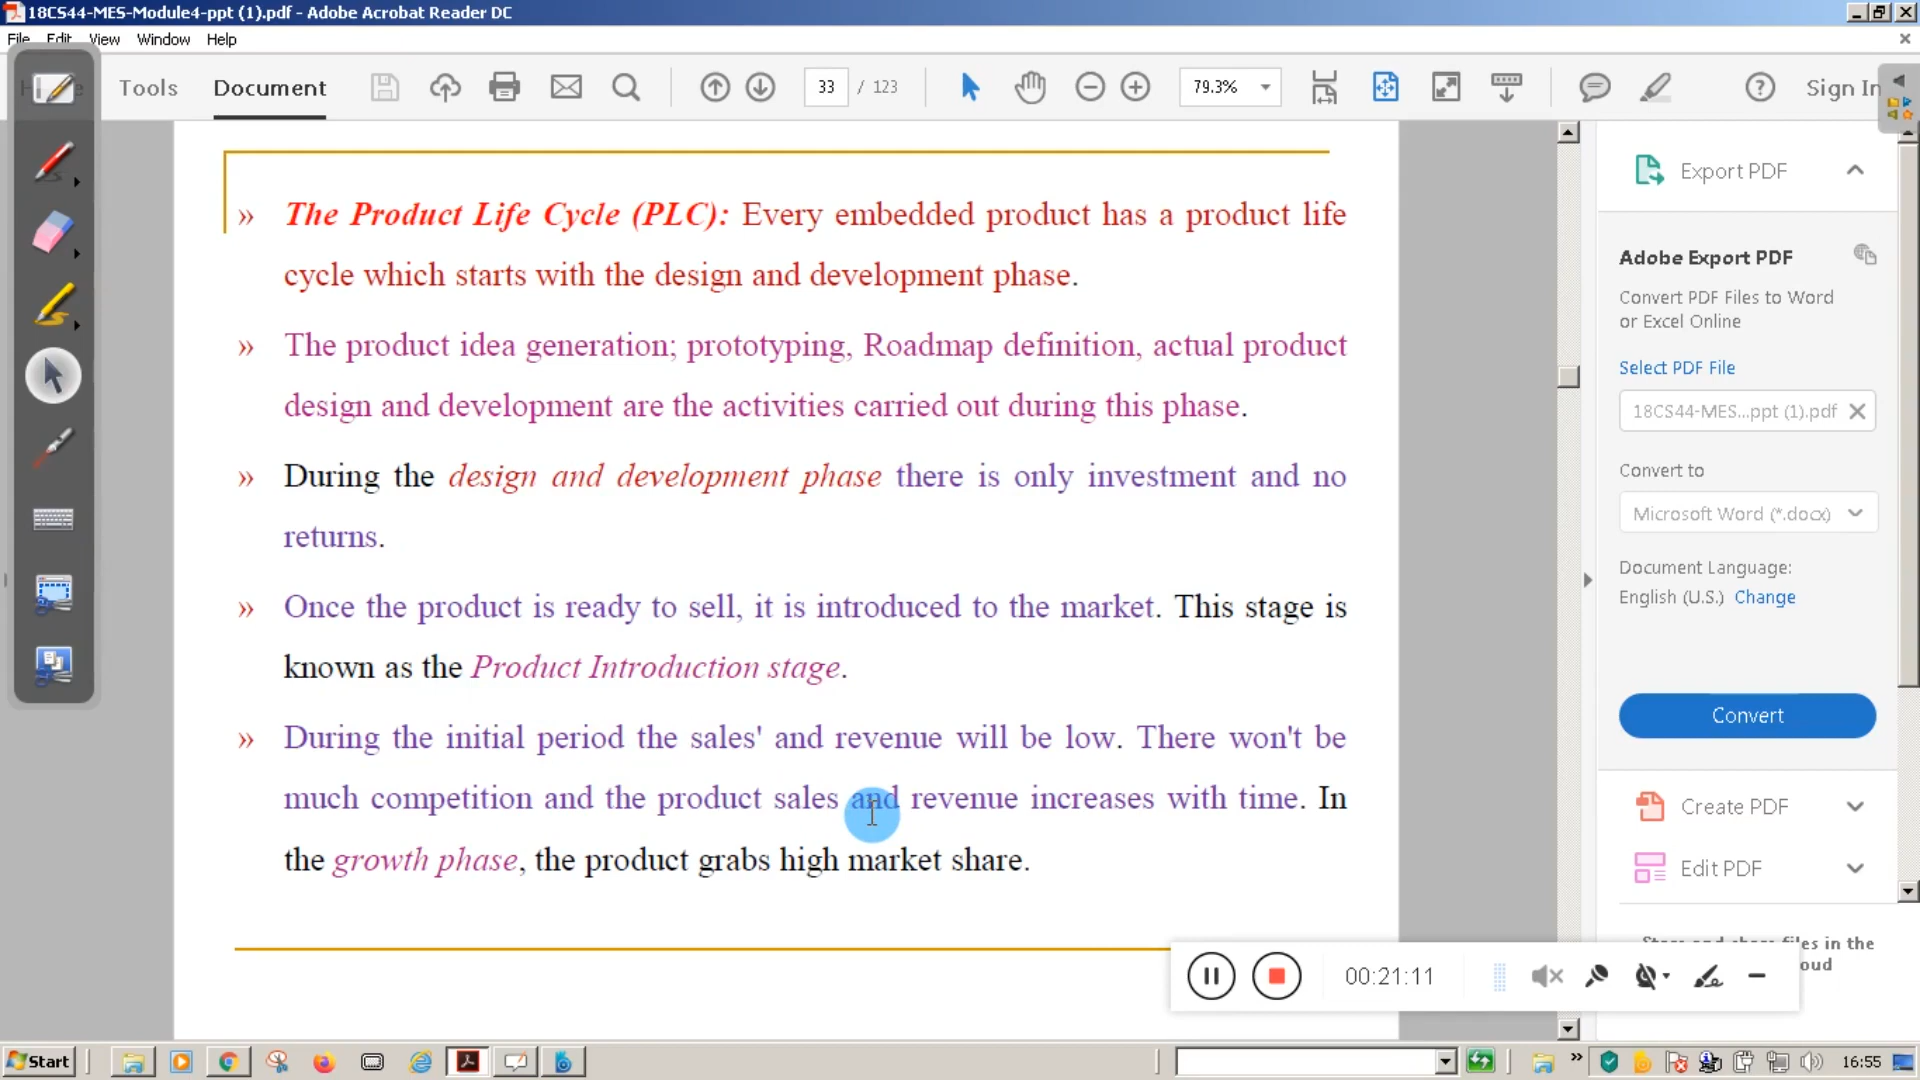 18CS44-MES-Module4-ppt (1).pdf - Adobe Acrobat Reader DC
File Edit View Window Help
Tools Document 33 / 123 79.3% Sign In
» The Product Life Cycle (PLC): Every embedded product has a product life
cycle which starts with the design and development phase.
» The product idea generation; prototyping, Roadmap definition, actual product
design and development are the activities carried out during this phase.
» During the design and development phase there is only investment and no
returns.
» Once the product is ready to sell, it is introduced to the market. This stage is
known as the Product Introduction stage.
» During the initial period the sales' and revenue will be low. There won't be
much competition and the product sales and revenue increases with time. In
the growth phase, the product grabs high market share.
Export PDF
Adobe Export PDF
Convert PDF Files to Word
or Excel Online
Select PDF File
18CS44-MES...ppt (1).pdf
Convert to
Microsoft Word (*.docx)
Document Language:
English (U.S.) Change
Convert
Create PDF
Edit PDF
files in the
00:21:11
Start
16:55